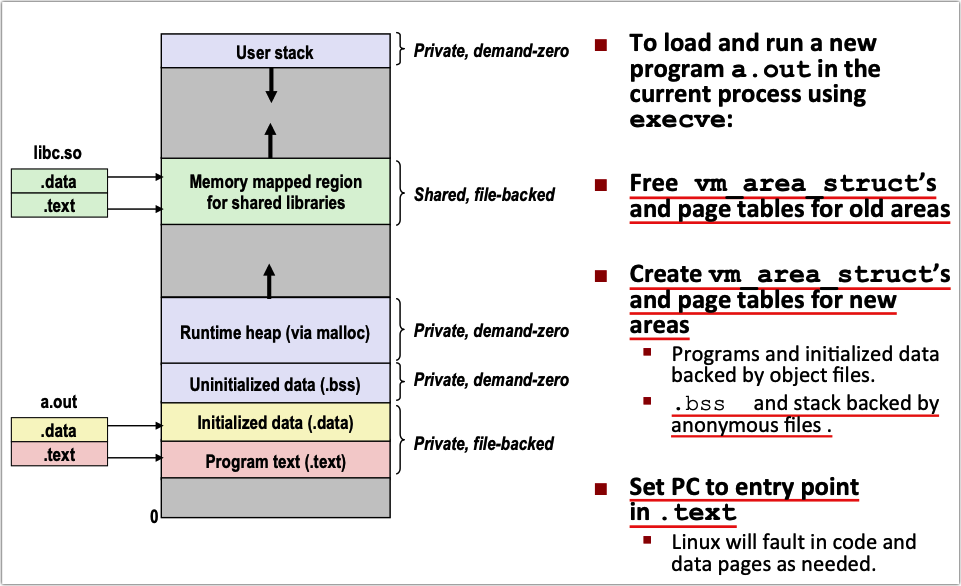 User stack
Private, demand-zero
libc.so
.data
.text
Memory mapped region
for shared libraries
Shared, file-backed
Runtime heap (via malloc)
Private, demand-zero
Uninitialized data (.bss)
Private, demand-zero
a.out
.data
.text
Initialized data (.data)
Program text (.text)
Private, file-backed
0
To load and run a new
program a.out in the
current process using
execve:
Free vm_area_struct’s
and page tables for old areas
Create vm_area_struct’s
and page tables for new
areas
Programs and initialized data
backed by object files.
.bss and stack backed by
anonymous files .
Set PC to entry point
in .text
Linux will fault in code and
data pages as needed.